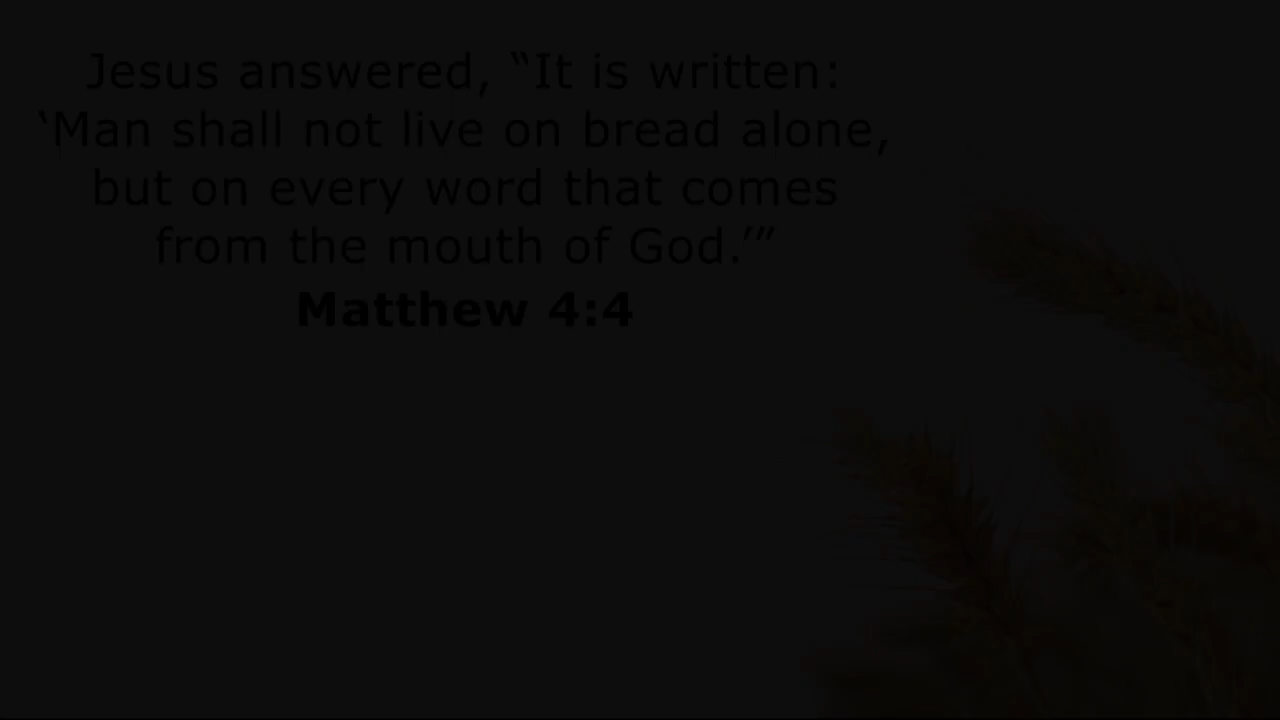 Jesus answered, “It is written:
‘Man shall not live on bread alone,
but on every word that comes
from the mouth of God.’”
Matthew 4:4